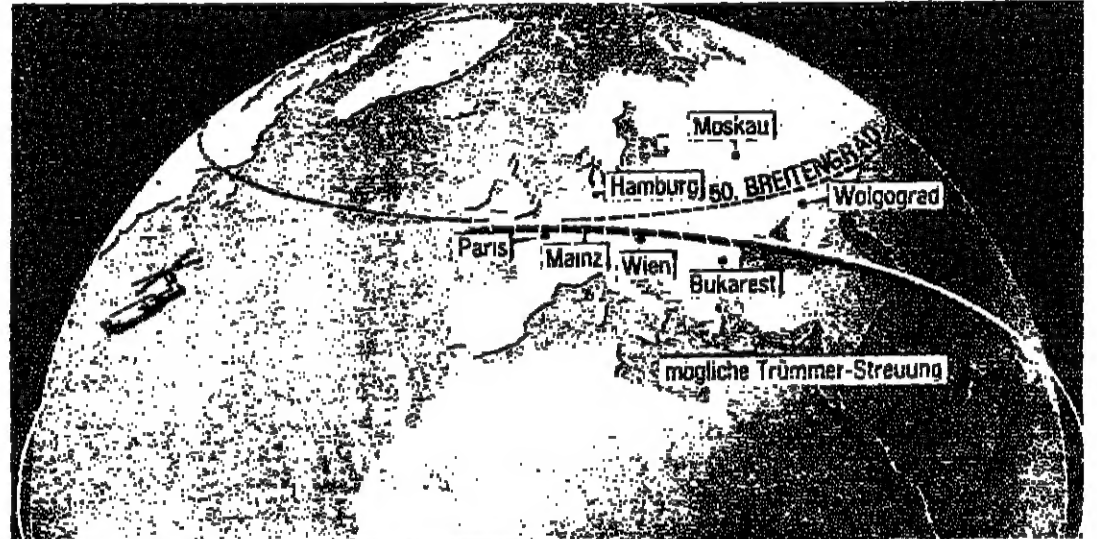 Moskau
Hamburg
50. BREITENGRAD
Wolgograd
Paris
Mainz
Wien
Bukarest
mögliche Trümmer-Streuung